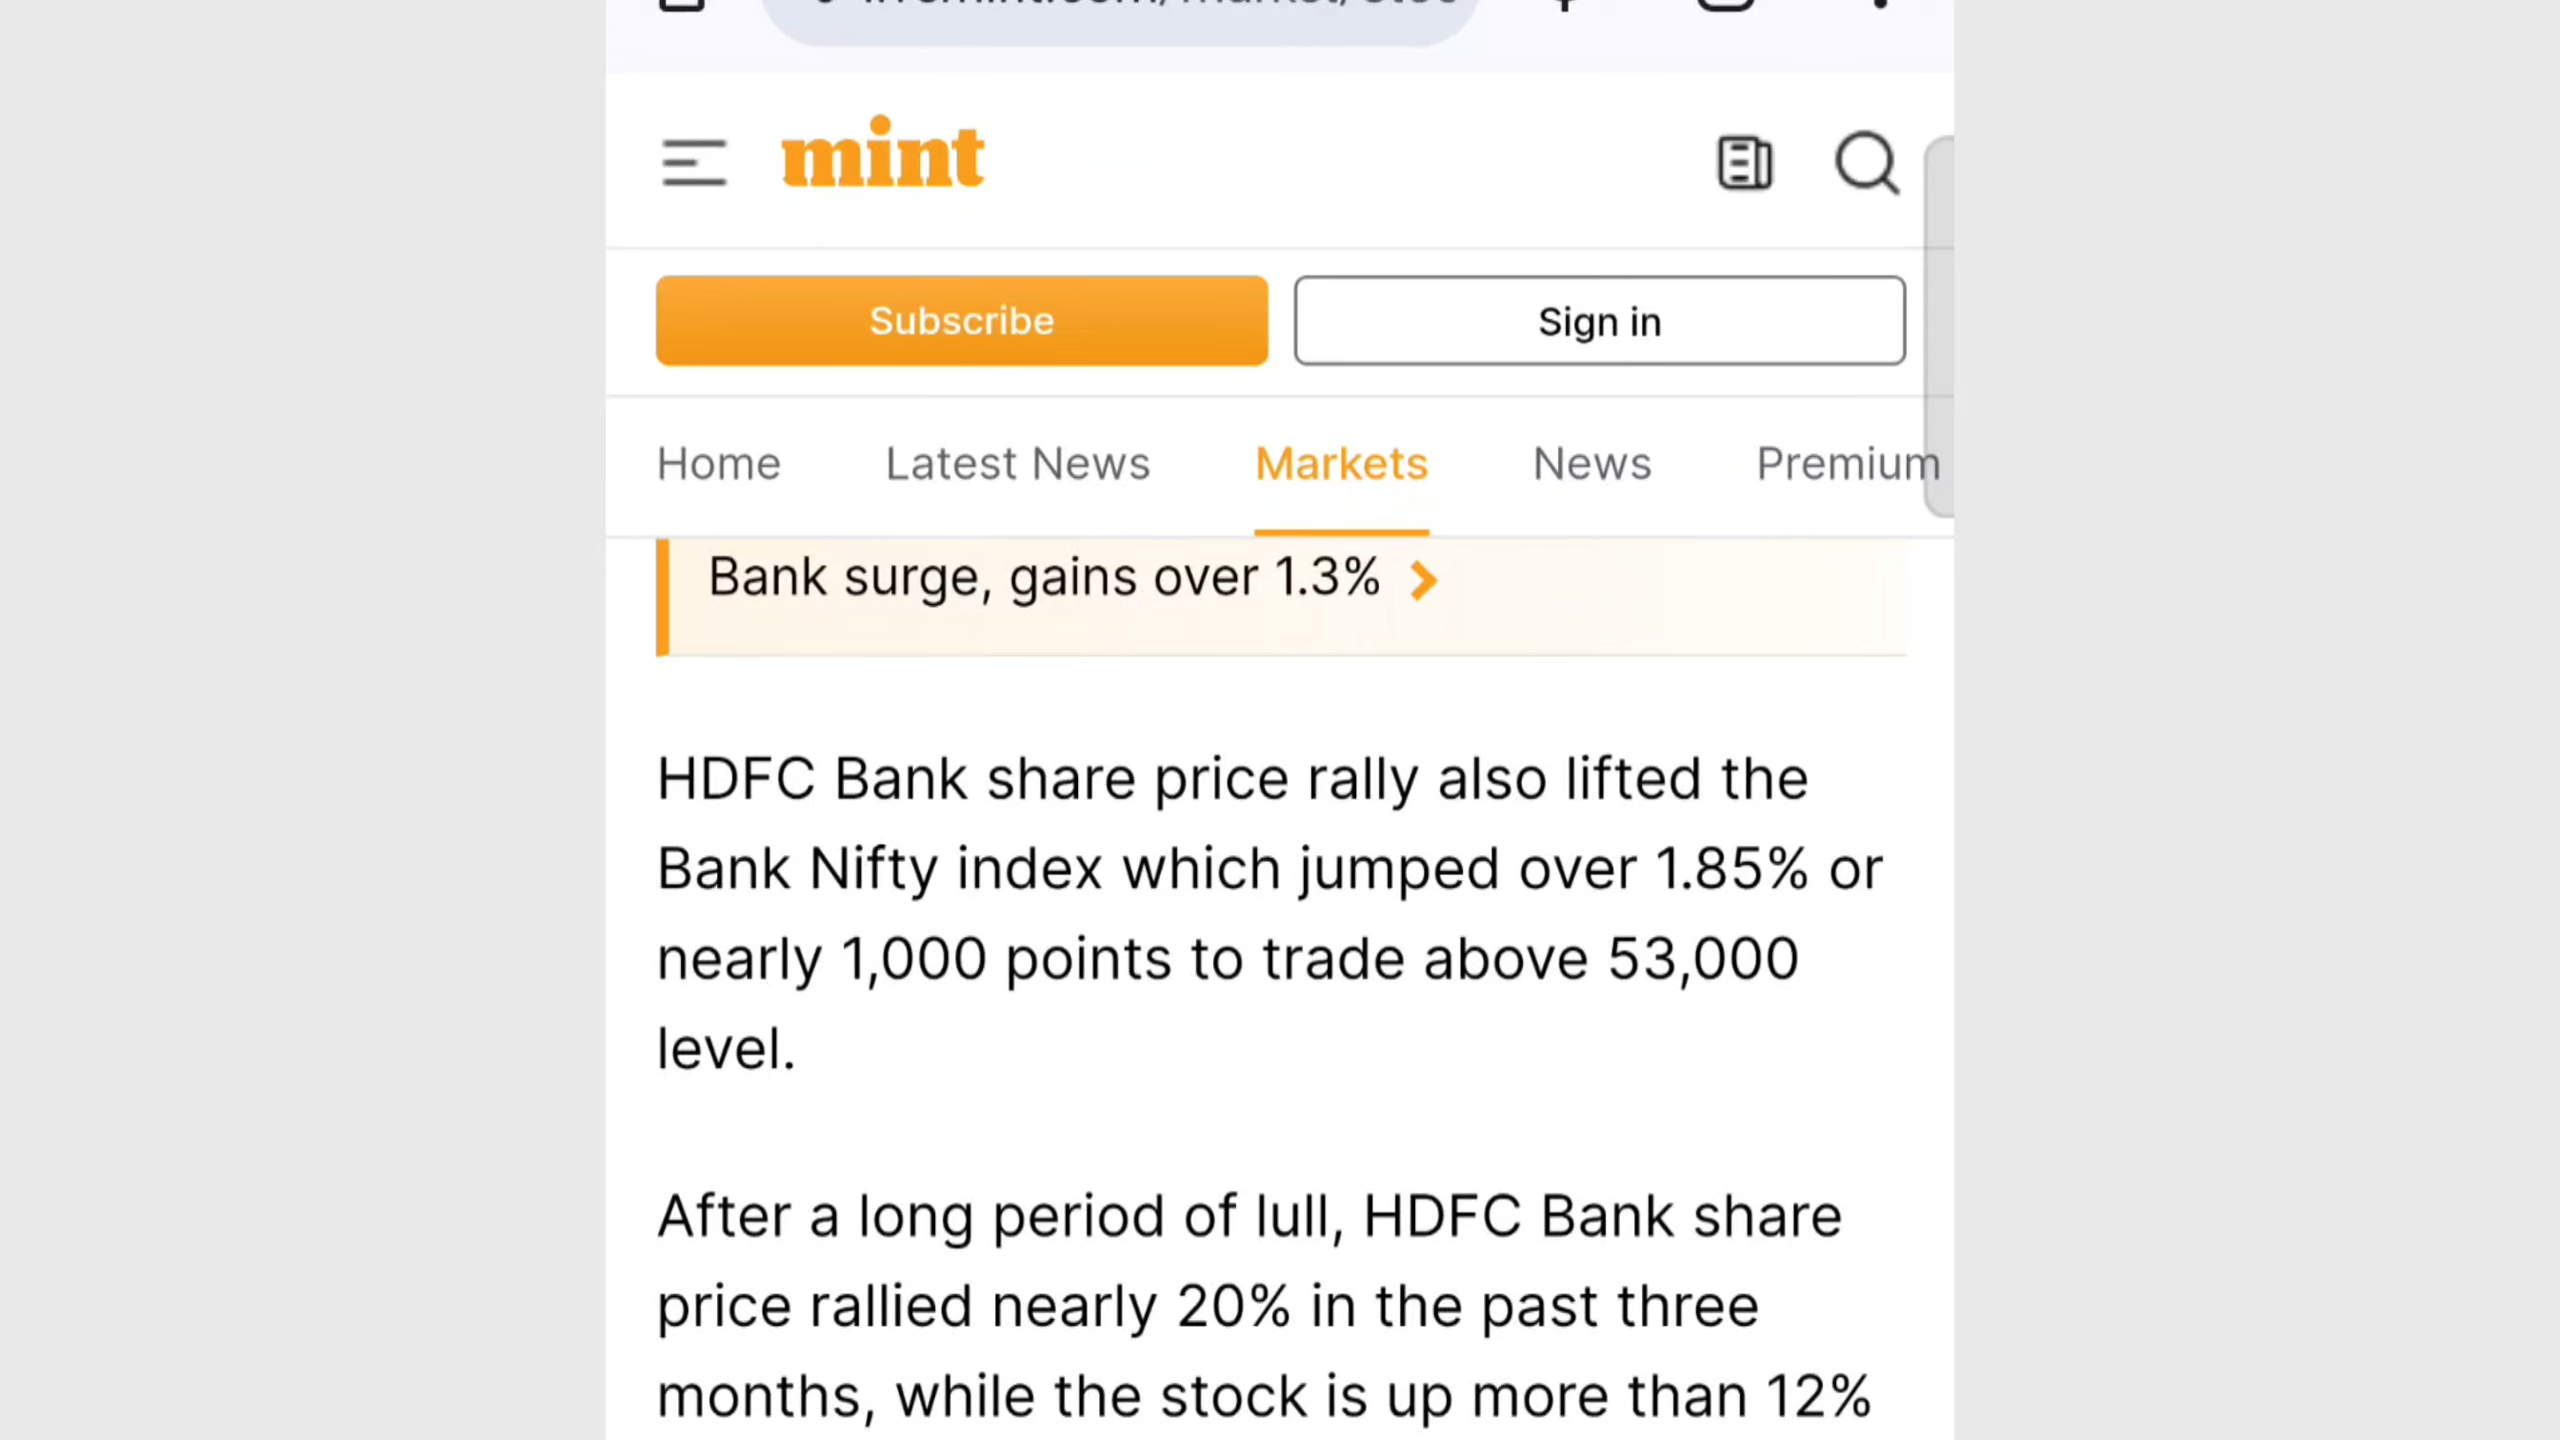 mint
Subscribe
Sign in
Home
Latest News
Markets
News
Premium
Bank surge, gains over 1.3%
HDFC Bank share price rally also lifted the
Bank Nifty index which jumped over 1.85% or
nearly 1,000 points to trade above 53,000
level.
After a long period of lull, HDFC Bank share
price rallied nearly 20% in the past three
months, while the stock is up more than 12%